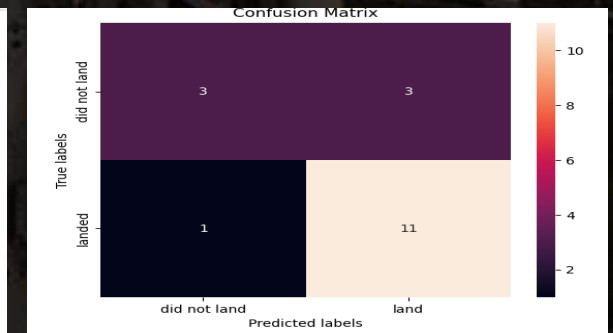 Confusion Matrix
did not land
3
3
10
8
6
4
2
True labels
landed
1
11
did not land
land
Predicted labels